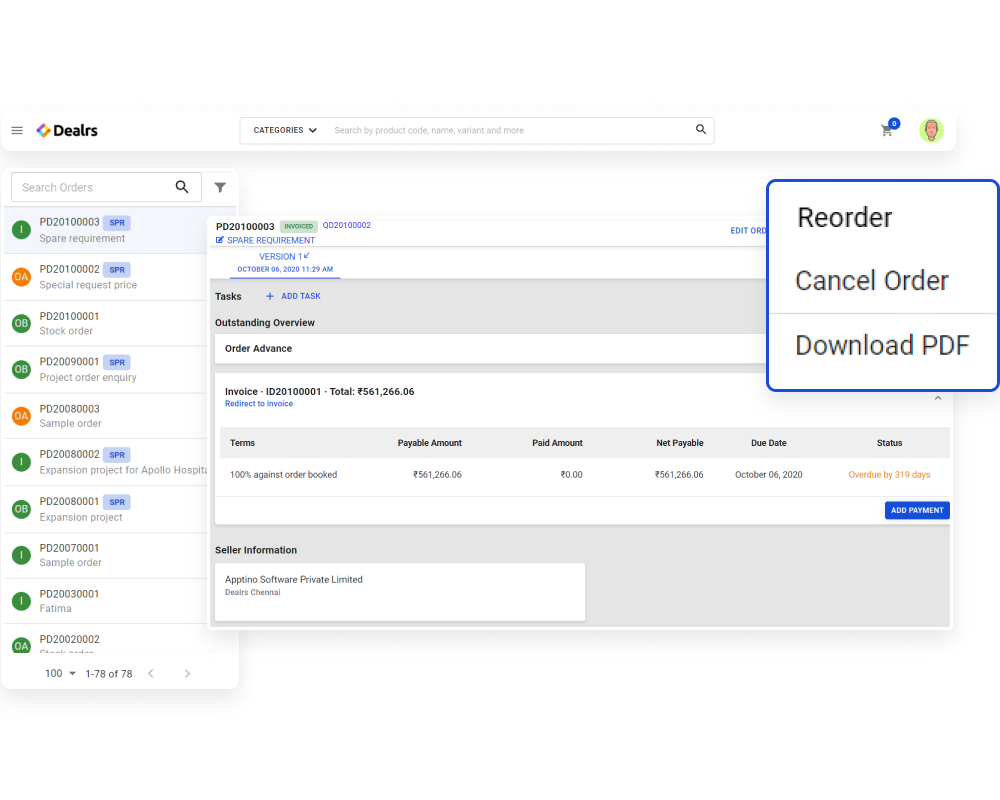 Dealrs
CATEGORIES
Search by product code, name, variant and more
0
Search Orders
I
PD20100003 SPR
Spare requirement
OA
PD20100002 SPR
Special request price
OB
PD20100001
Stock order
OB
PD20090001 SPR
Project order enquiry
OA
PD20080003
Sample order
I
PD20080002 SPR
Expansion project for Apollo Hospita
OB
PD20080001 SPR
Expansion project
I
PD20070001
Sample order
I
PD20030001
Fatima
OA
PD20020002
Stock order
100 1-78 of 78
PD20100003 INVOICED QD20100002
SPARE REQUIREMENT
EDIT ORD
VERSION 1
OCTOBER 06, 2020 11:29 AM
Tasks + ADD TASK
Outstanding Overview
Order Advance
Invoice · ID20100001 · Total: ₹561,266.06
Redirect to invoice
Terms Payable Amount Paid Amount Net Payable Due Date Status
100% against order booked ₹561,266.06 ₹0.00 ₹561,266.06 October 06, 2020 Overdue by 319 days
ADD PAYMENT
Seller Information
Apptino Software Private Limited
Dealrs Chennai
Reorder
Cancel Order
Download PDF